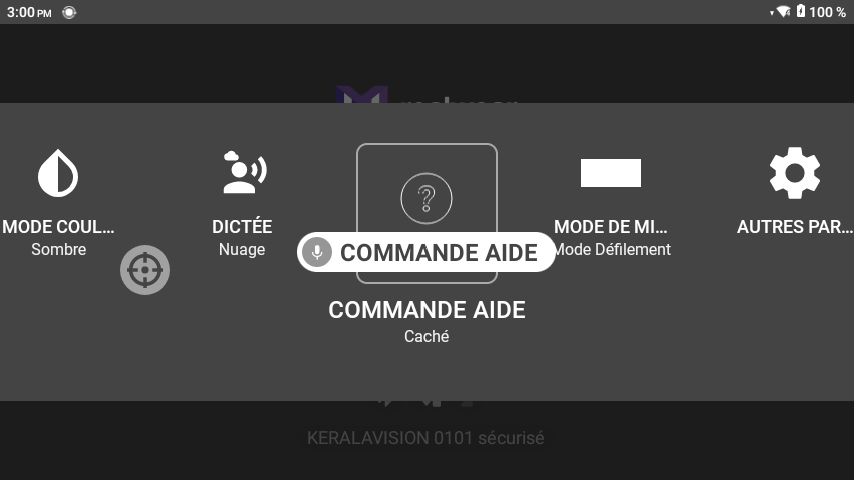 3:00 PM
100 %
MODE COUL...
Sombre
DICTÉE
Nuage
COMMANDE AIDE
COMMANDE AIDE
Caché
MODE DE MI...
Mode Défilement
AUTRES PAR...
KERALAVISION 0101 sécurisé